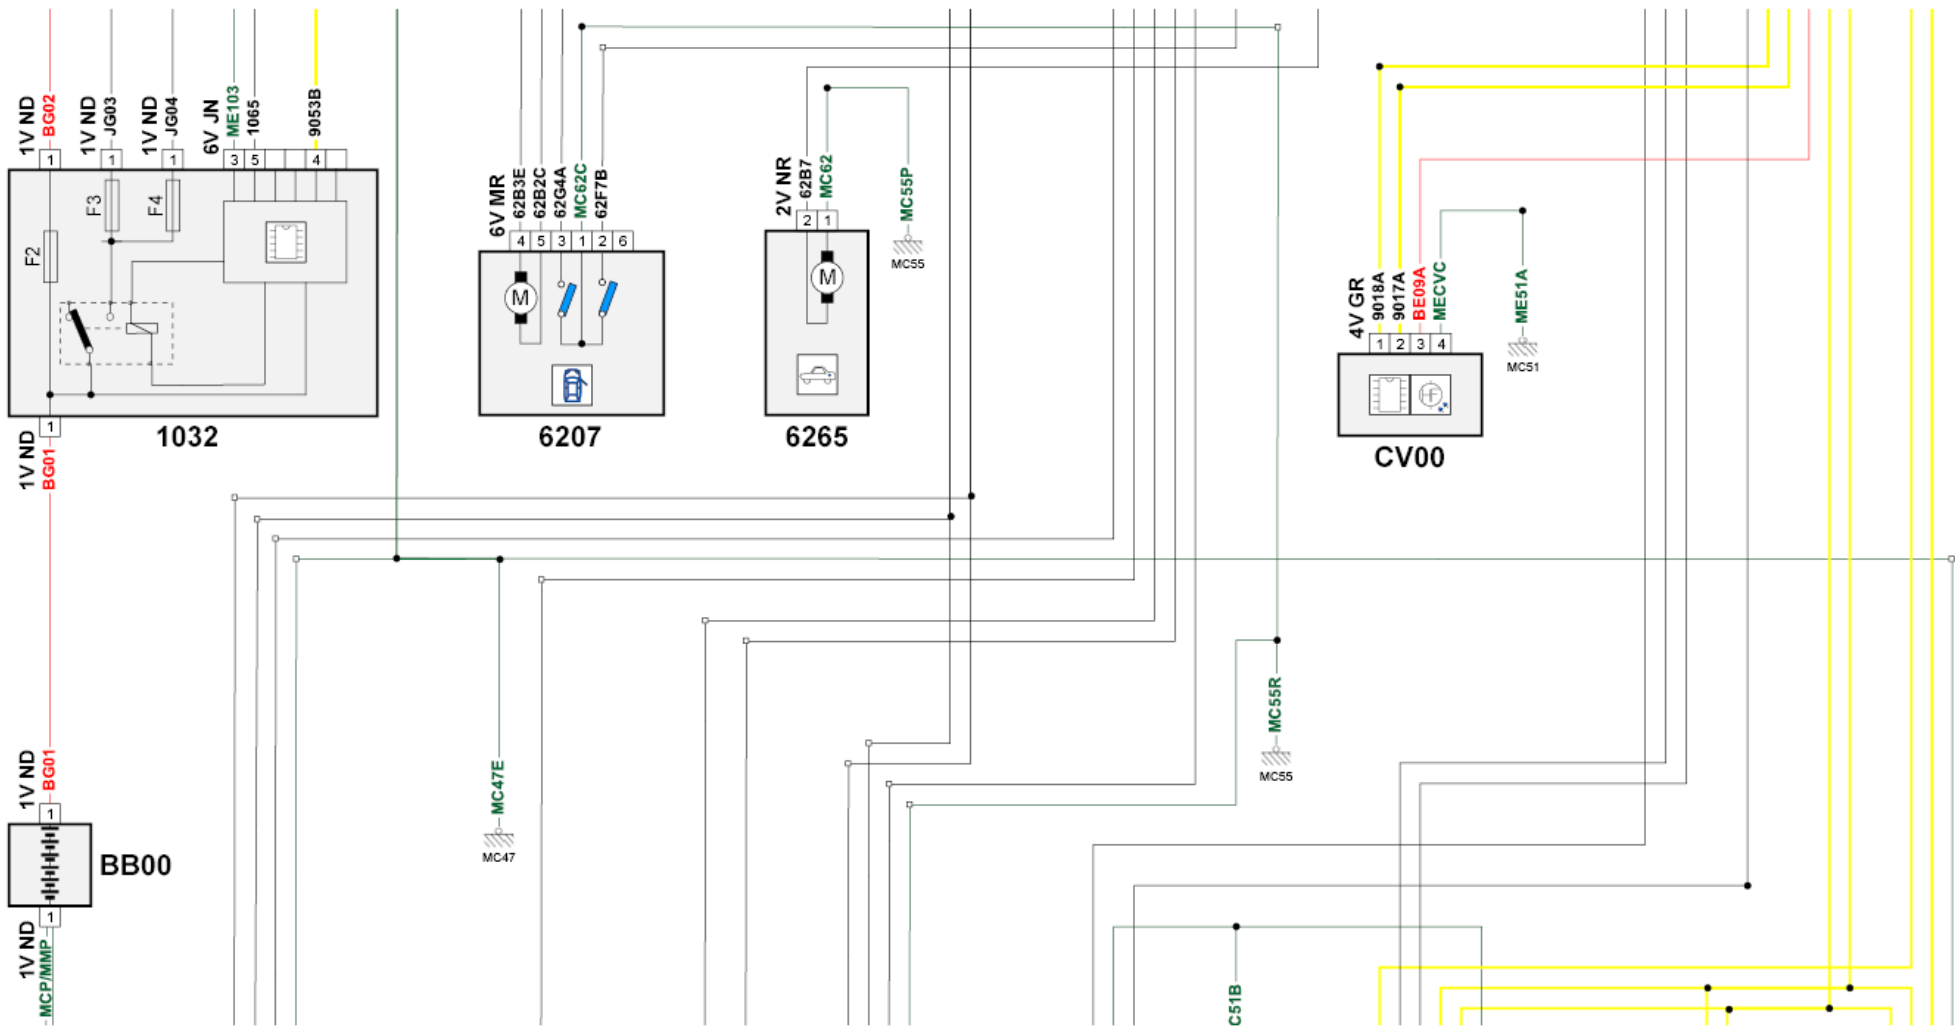 1V ND
BG02
1V ND
JG03
1V ND
JG04
6V JN
ME103
1065
9053B
1
1
1
3
5
4
F2
F3
F4
1
1032
1V ND
BG01
1V ND
BG01
1
BB00
1
1V ND
MCP/MMP
6V MR
62B3E
62B2C
62G4A
MC62C
62F7B
4
5
3
1
2
6
M
6207
2V NR
62B7
MC62
2
1
M
6265
MC55P
MC55
4V GR
9018A
9017A
BE09A
MECVC
1
2
3
4
CV00
ME51A
MC51
MC47E
MC47
MC55R
MC55
C51B